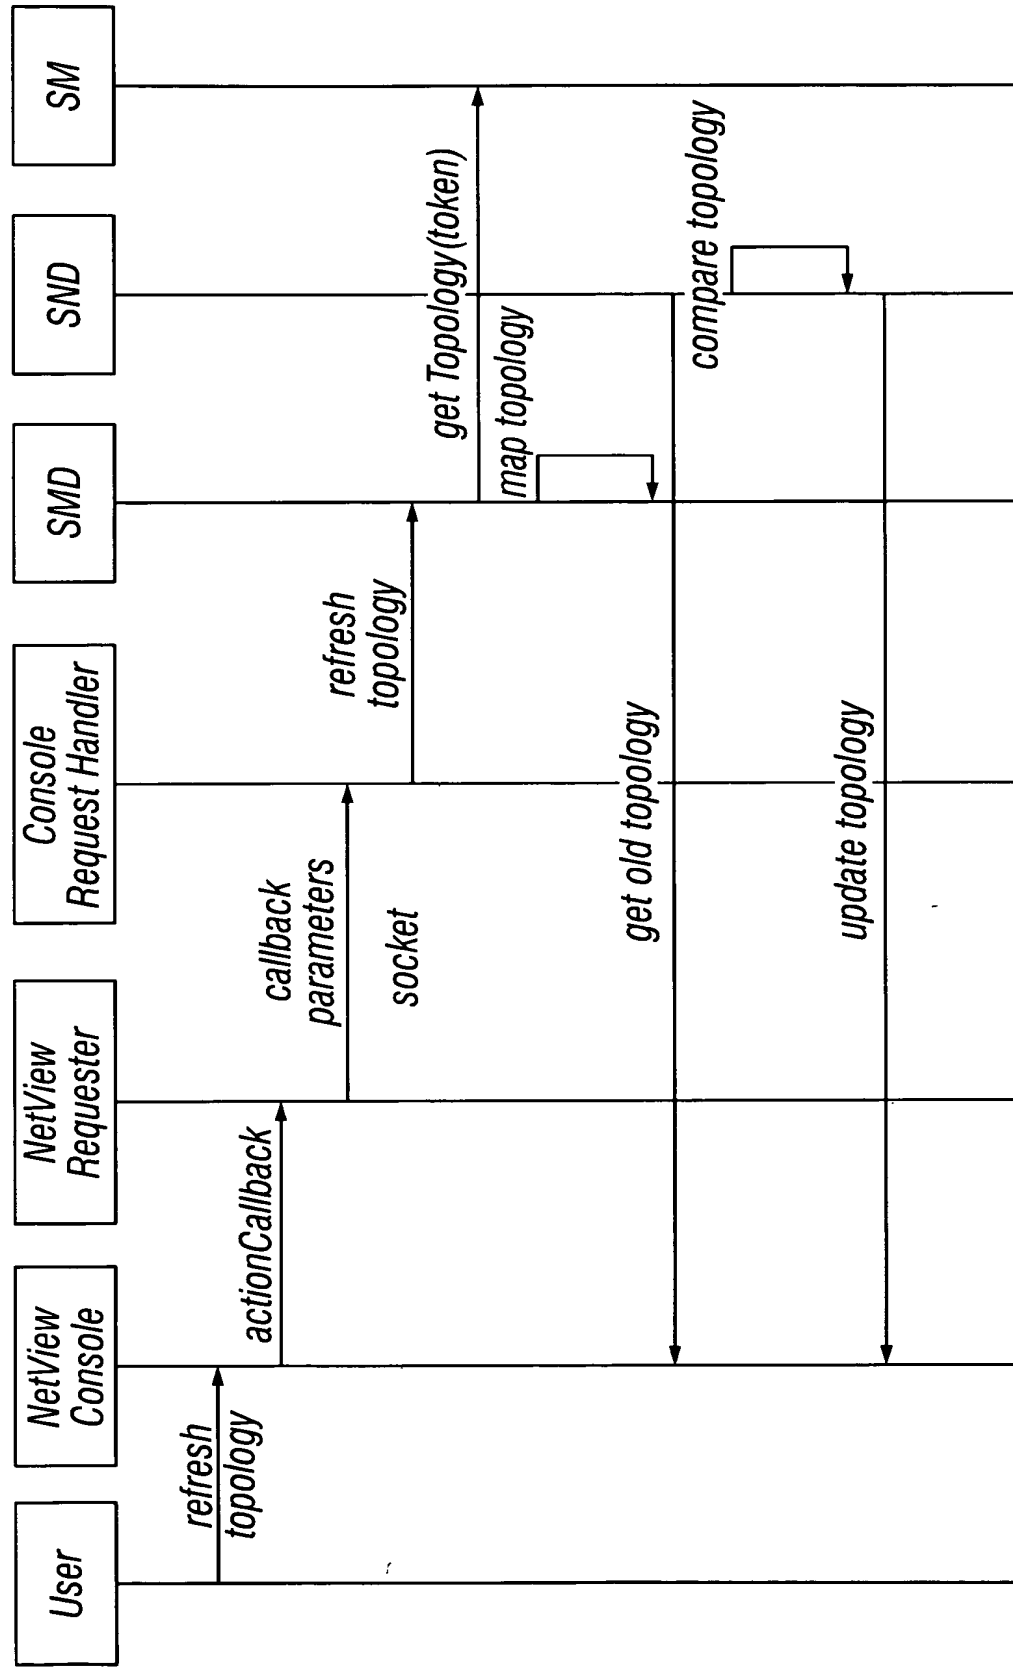 User
NetView
Console
NetView
Requester
Console
Request Handler
SMD
SND
SM
refresh
topology
actionCallback
callback
parameters
socket
refresh
topology
get Topology(token)
map topology
get old topology
compare topology
update topology